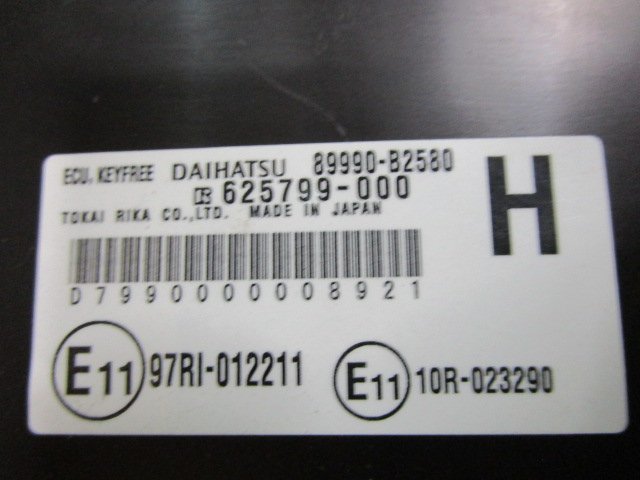 ECU, KEYFREE DAIHATSU 89990-B2580
625799-000
H
TOKAI RIKA CO.,LTD. MADE IN JAPAN
D799000008921
E11 97RI-012211
E11 10R-023290